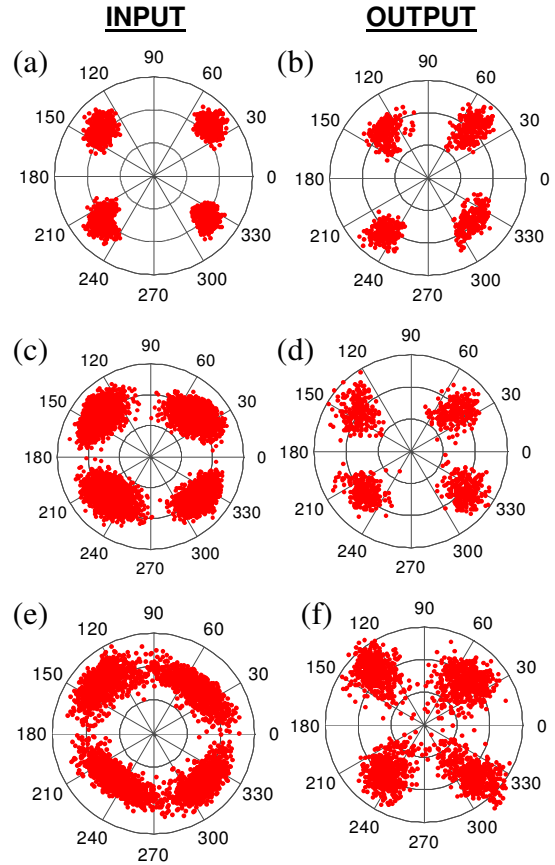 INPUT OUTPUT
(a) 90 120 60 150 30 180 0 210 330 240 300 270
(b) 90 120 60 150 30 180 0 210 330 240 300 270
(c) 90 120 60 150 30 180 0 210 330 240 300 270
(d) 90 120 60 150 30 180 0 210 330 240 300 270
(e) 90 120 60 150 30 180 0 210 330 240 300 270
(f) 90 120 60 150 30 180 0 210 330 240 300 270